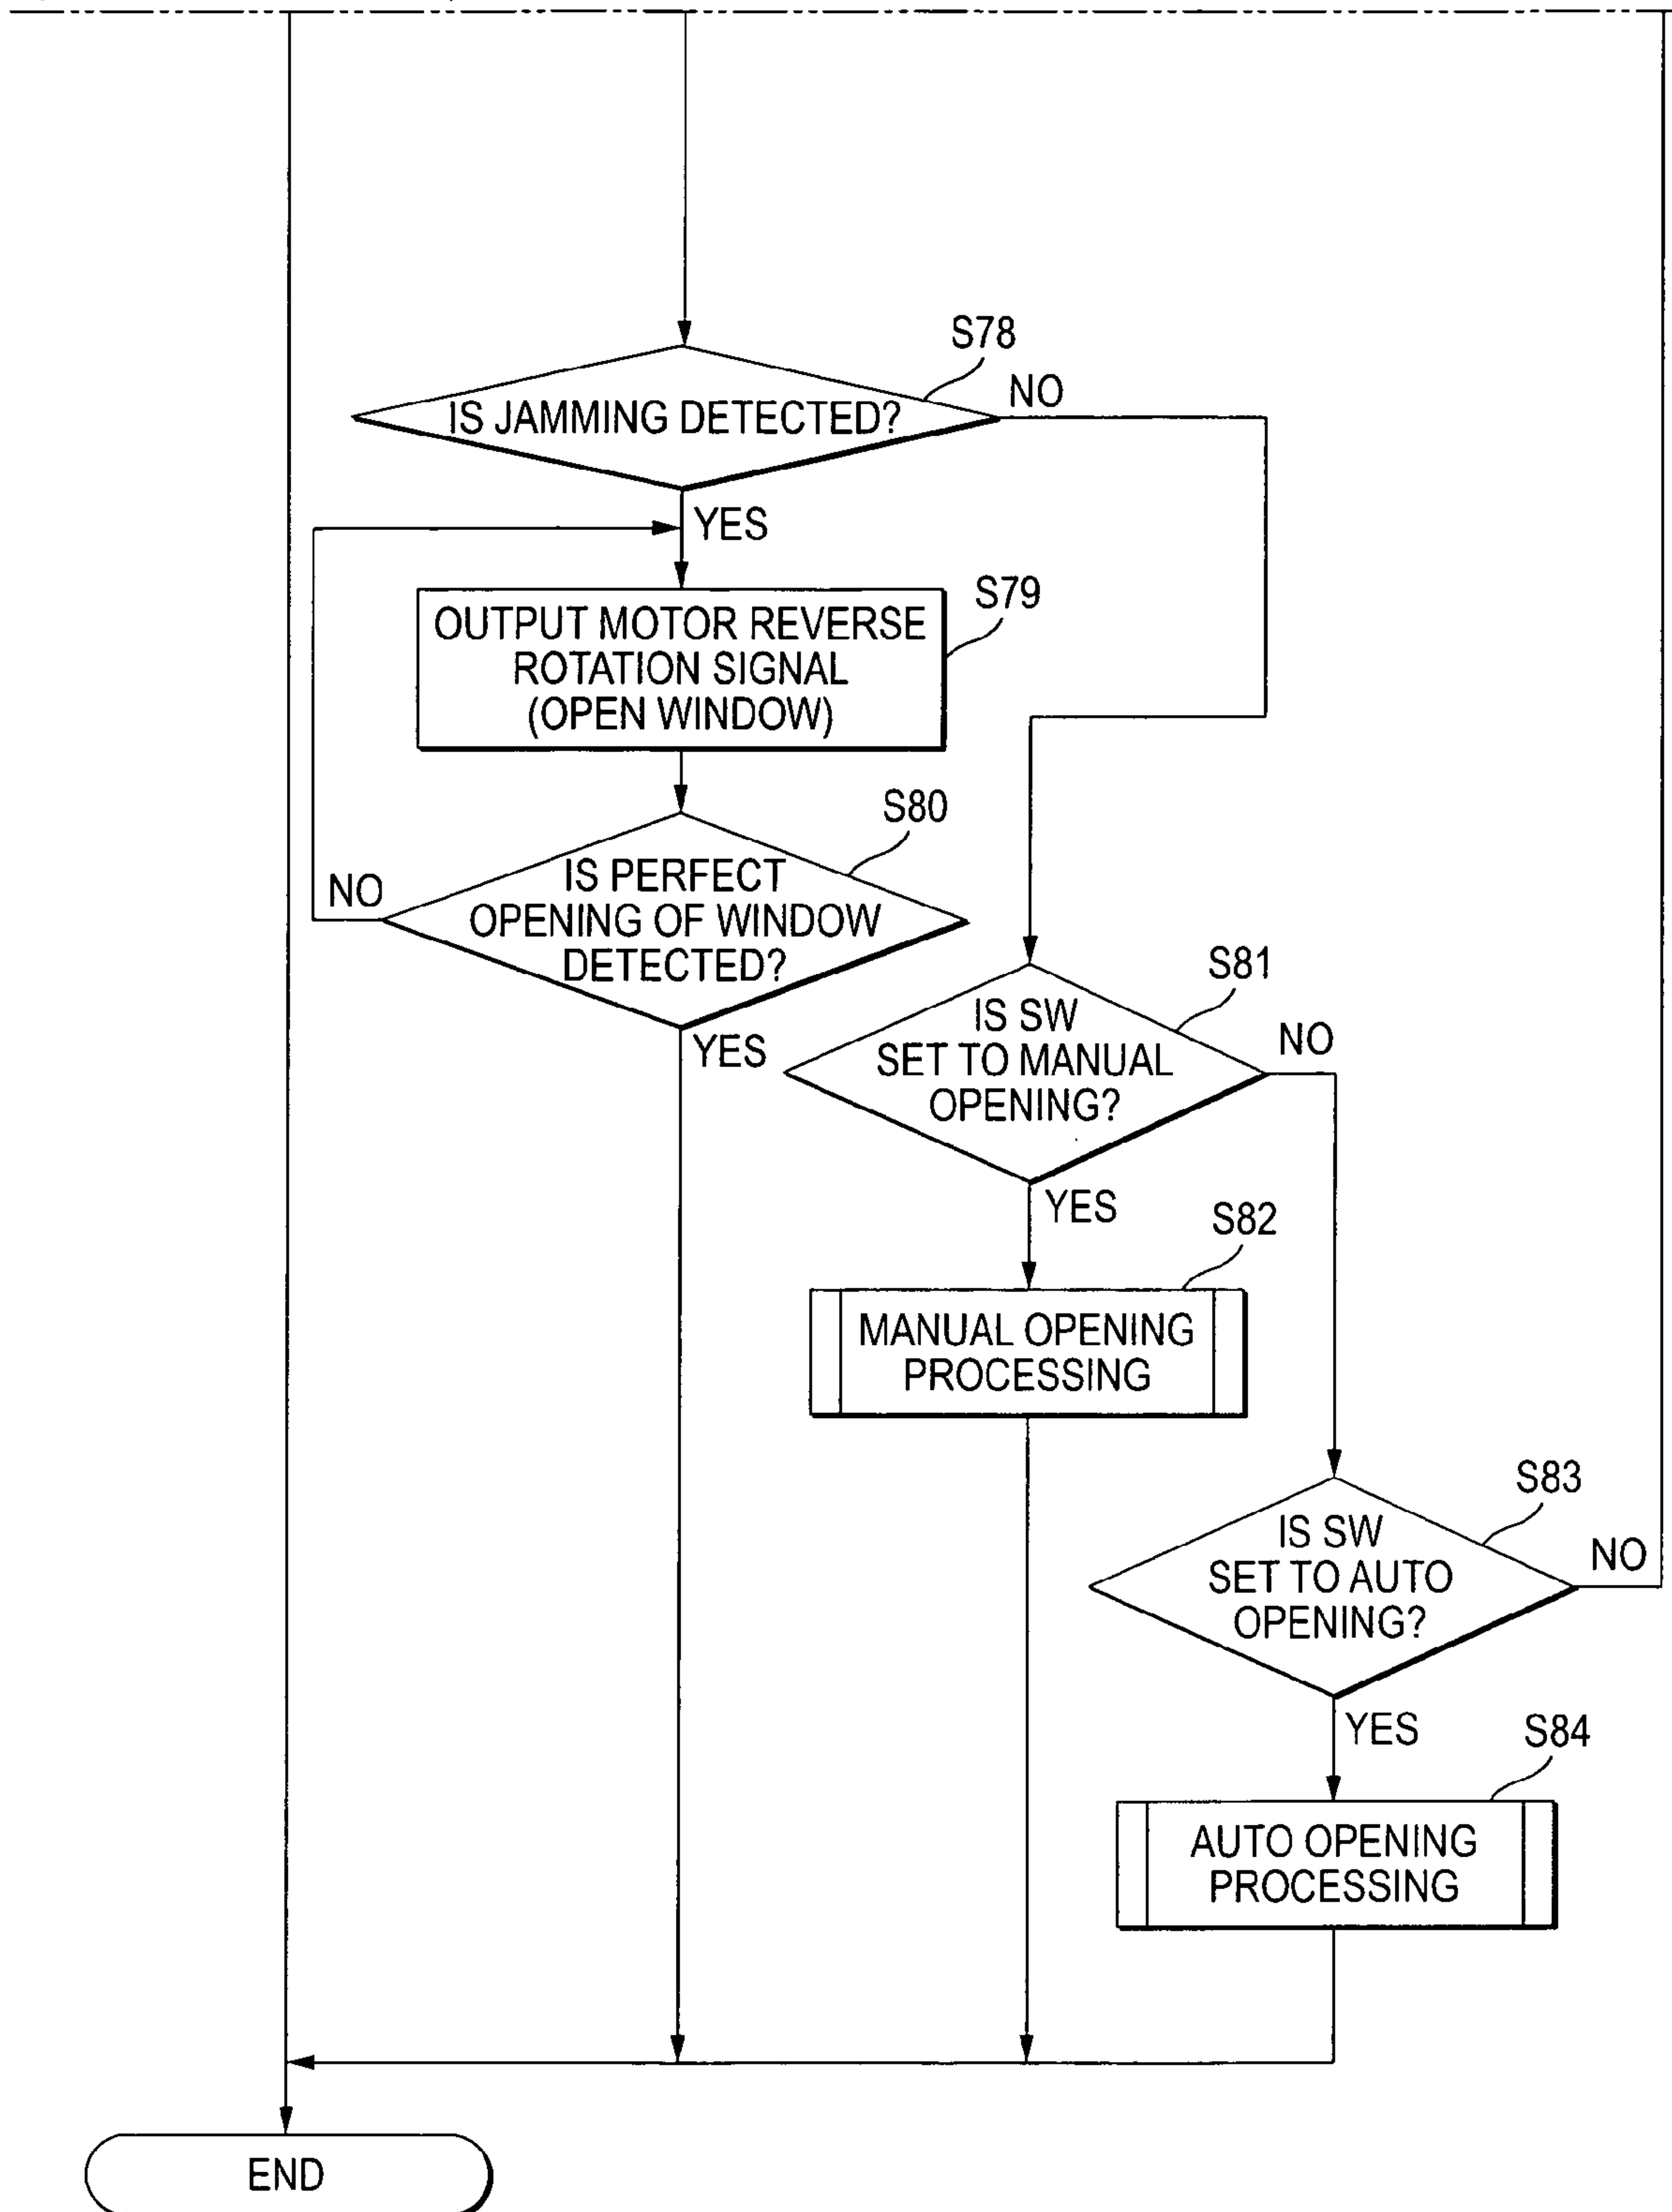 S78
IS JAMMING DETECTED?
NO
YES
S79
OUTPUT MOTOR REVERSE
ROTATION SIGNAL
(OPEN WINDOW)
S80
IS PERFECT
OPENING OF WINDOW
DETECTED?
NO
YES
S81
IS SW
SET TO MANUAL
OPENING?
NO
YES
S82
MANUAL OPENING
PROCESSING
S83
IS SW
SET TO AUTO
OPENING?
NO
YES
S84
AUTO OPENING
PROCESSING
END